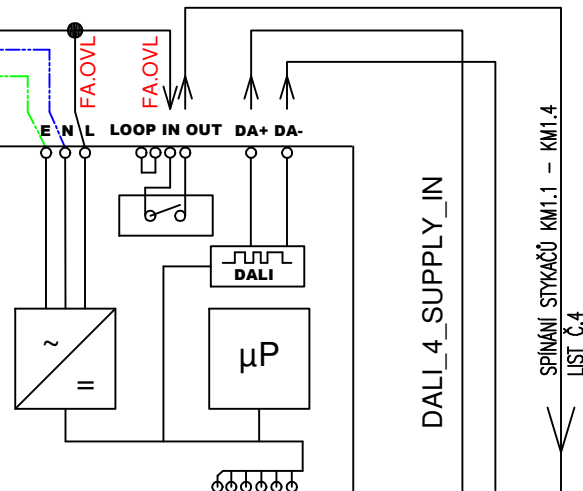 FA.OVL
FA.OVL
E N L LOOP IN OUT DA+ DA-
DALI
~
=
µP
DALI_4_SUPPLY_IN
SPÍNÁNÍ STYKAČŮ KM1.1 - KM1.4
LIST Č.4